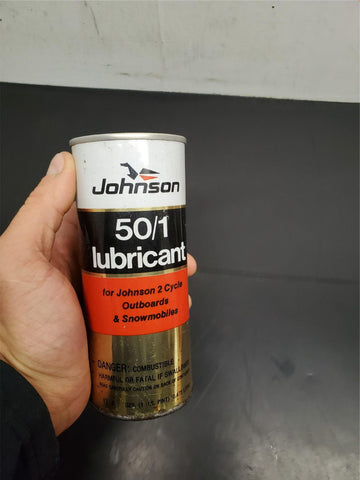 Johnson
50/1
lubricant
for Johnson 2 Cycle
Outboards
& Snowmobiles
DANGER: COMBUSTIBLE
HARMFUL OR FATAL IF SWALLOWED